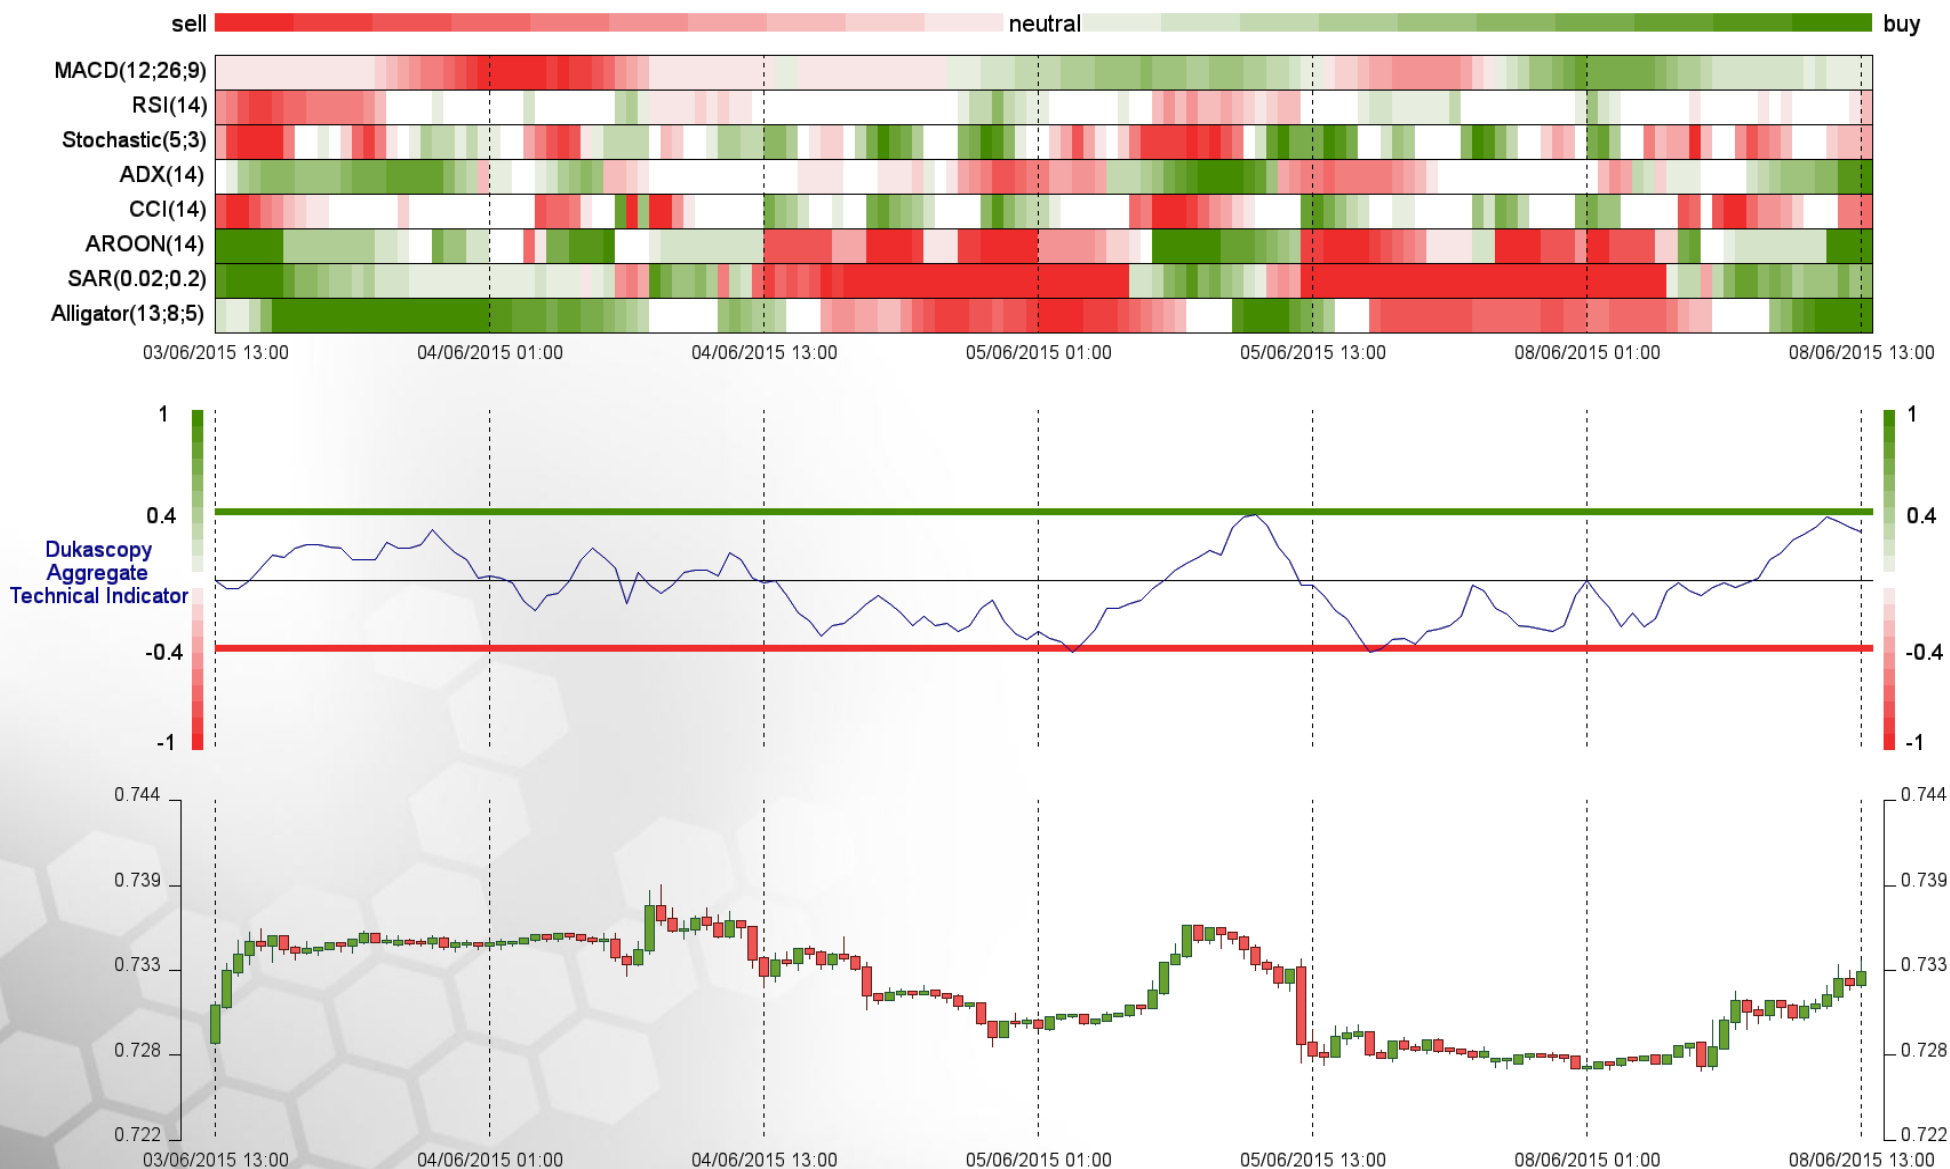 sell neutral buy
MACD(12;26;9)
RSI(14)
Stochastic(5;3)
ADX(14)
CCI(14)
AROON(14)
SAR(0.02;0.2)
Alligator(13;8;5)
03/06/2015 13:00 04/06/2015 01:00 04/06/2015 13:00 05/06/2015 01:00 05/06/2015 13:00 08/06/2015 01:00 08/06/2015 13:00
1 1
0.4 0.4
Dukascopy
Aggregate
Technical Indicator
-0.4 -0.4
-1 -1
0.744 0.744
0.739 0.739
0.733 0.733
0.728 0.728
0.722 0.722
03/06/2015 13:00 04/06/2015 01:00 04/06/2015 13:00 05/06/2015 01:00 05/06/2015 13:00 08/06/2015 01:00 08/06/2015 13:00